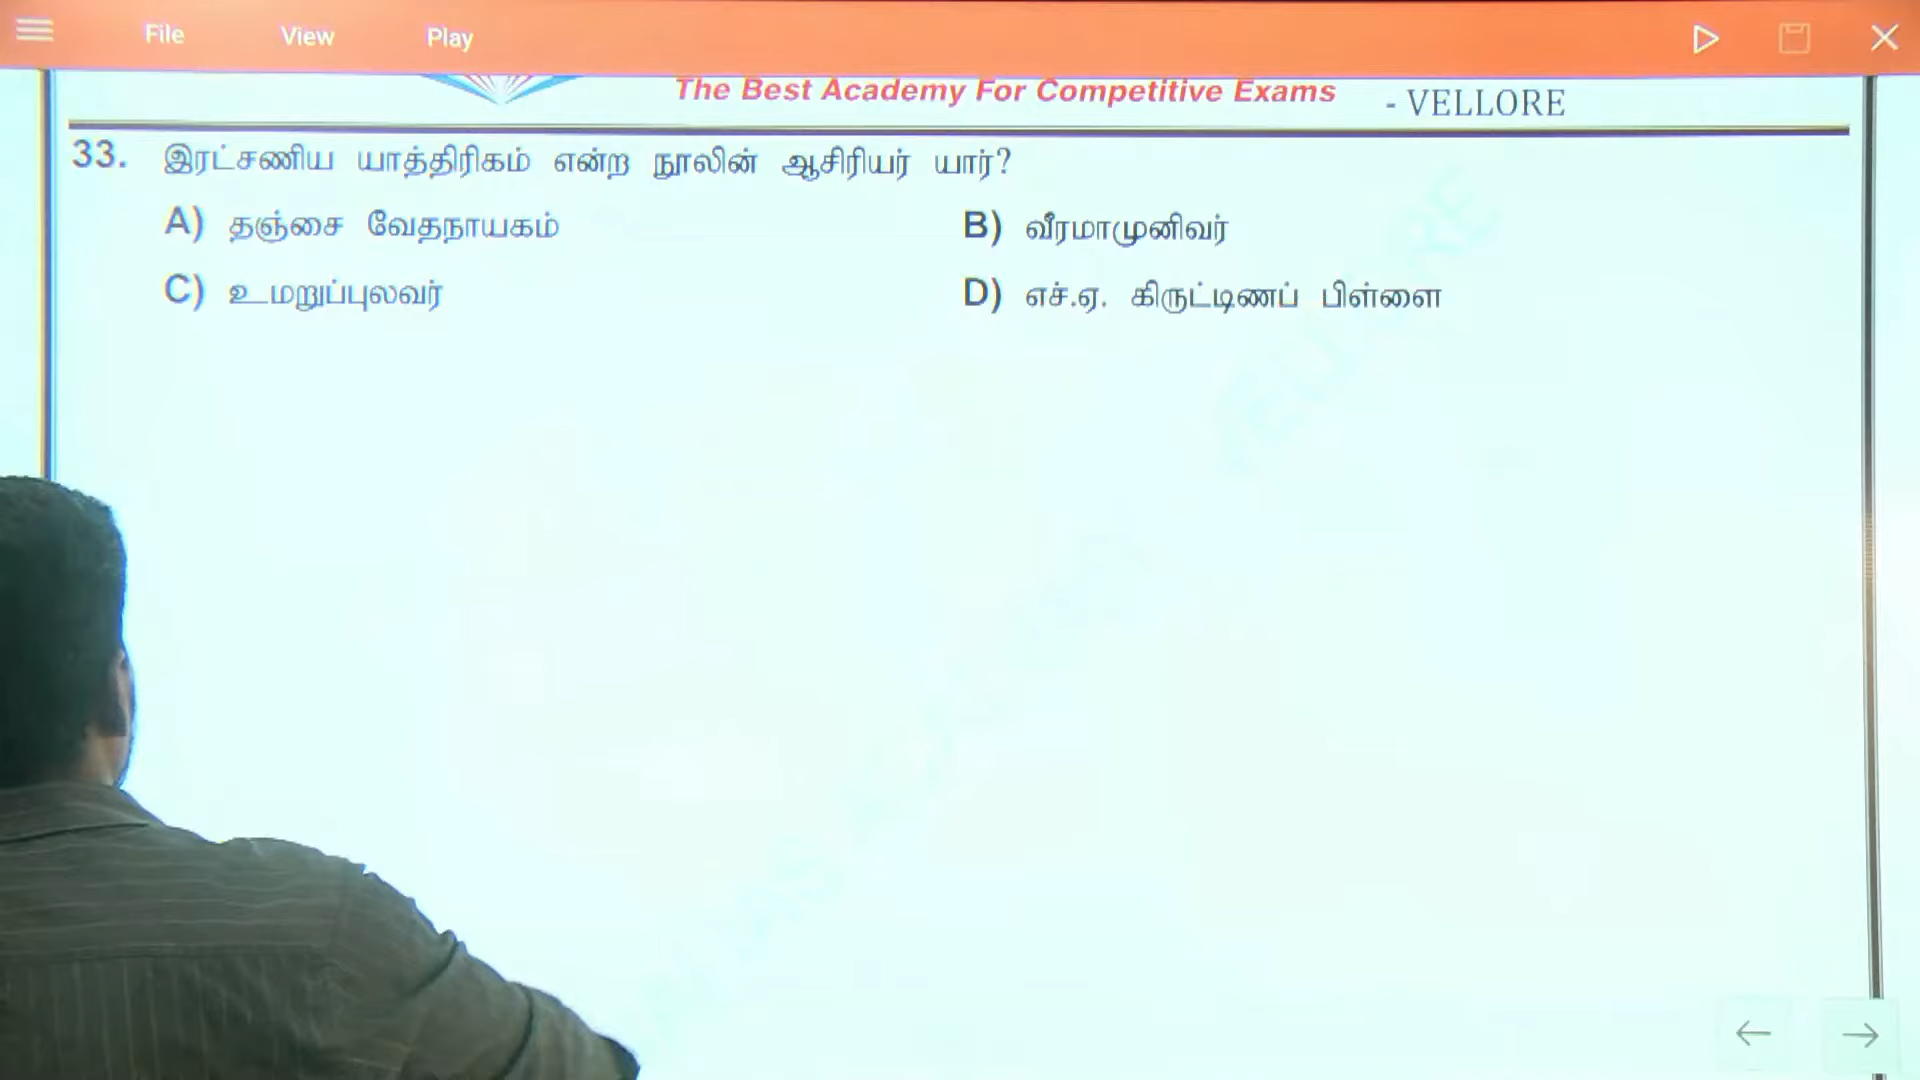 File View Play
The Best Academy For Competitive Exams - VELLORE
33. இரட்சணிய யாத்திரிகம் என்ற நூலின் ஆசிரியர் யார்?
A) தஞ்சை வேதநாயகம் B) வீரமாமுனிவர்
C) உமறுப்புலவர் D) எச்.ஏ. கிருட்டிணப் பிள்ளை